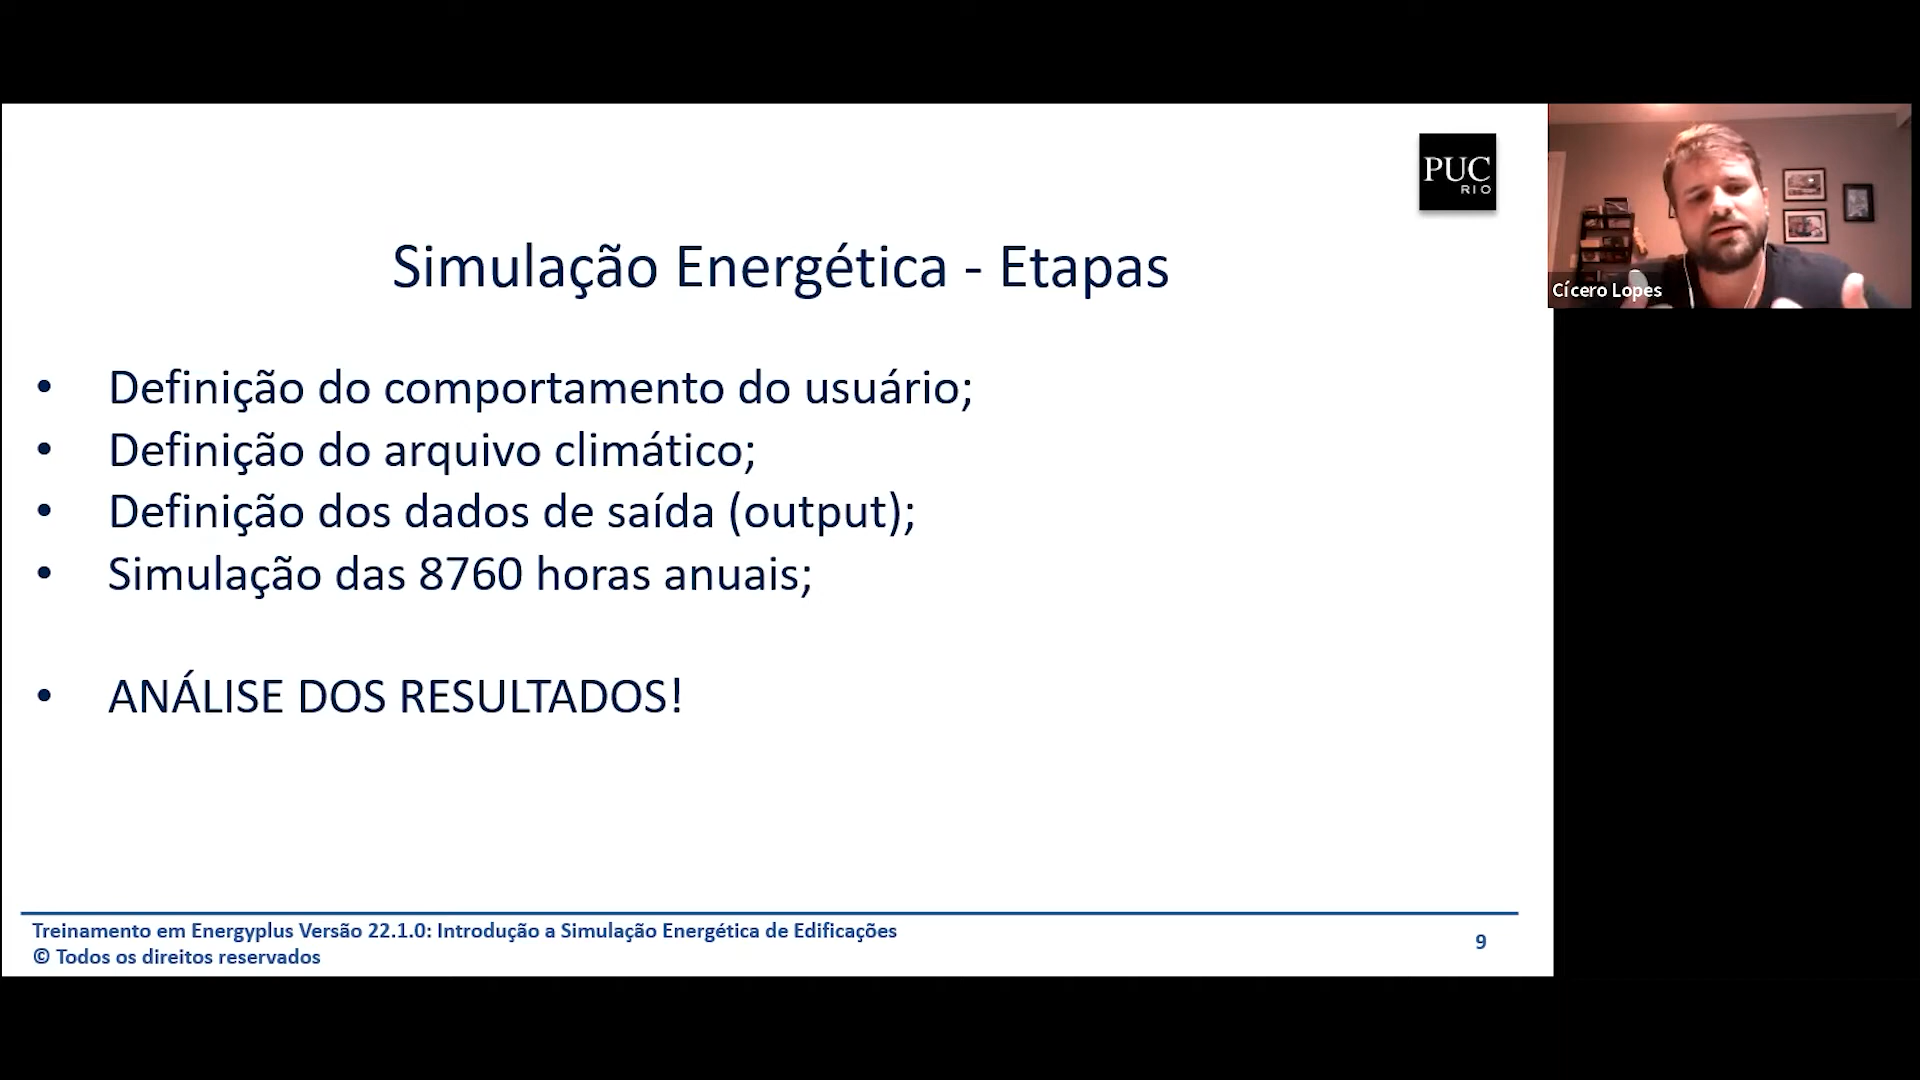 PUC
RIO
Simulação Energética - Etapas
• Definição do comportamento do usuário;
• Definição do arquivo climático;
• Definição dos dados de saída (output);
• Simulação das 8760 horas anuais;
• ANÁLISE DOS RESULTADOS!
Treinamento em Energyplus Versão 22.1.0: Introdução a Simulação Energética de Edificações
© Todos os direitos reservados
9
Cícero Lopes